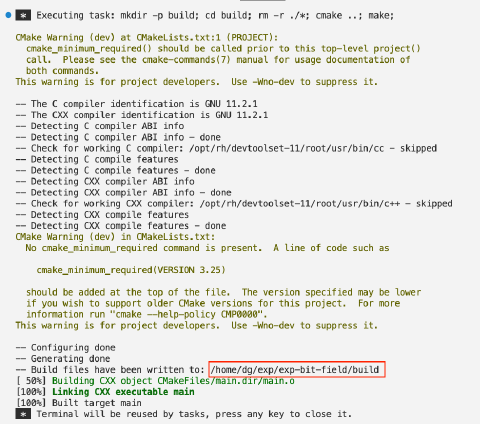 * Executing task: mkdir -p build; cd build; rm -r ./*; cmake ..; make;
CMake Warning (dev) at CMakeLists.txt:1 (PROJECT):
cmake_minimum_required() should be called prior to this top-level project()
call.  Please see the cmake-commands(7) manual for usage documentation of
both commands.
This warning is for project developers.  Use -Wno-dev to suppress it.
-- The C compiler identification is GNU 11.2.1
-- The CXX compiler identification is GNU 11.2.1
-- Detecting C compiler ABI info
-- Detecting C compiler ABI info - done
-- Check for working C compiler: /opt/rh/devtoolset-11/root/usr/bin/cc - skipped
-- Detecting C compile features
-- Detecting C compile features - done
-- Detecting CXX compiler ABI info
-- Detecting CXX compiler ABI info - done
-- Check for working CXX compiler: /opt/rh/devtoolset-11/root/usr/bin/c++ - skipped
-- Detecting CXX compile features
-- Detecting CXX compile features - done
CMake Warning (dev) in CMakeLists.txt:
No cmake_minimum_required command is present.  A line of code such as
cmake_minimum_required(VERSION 3.25)
should be added at the top of the file.  The version specified may be lower
if you wish to support older CMake versions for this project.  For more
information run "cmake --help-policy CMP0000".
This warning is for project developers.  Use -Wno-dev to suppress it.
-- Configuring done
-- Generating done
-- Build files have been written to: /home/dg/exp/exp-bit-field/build
[ 50%] Building CXX object CMakeFiles/main.dir/main.o
[100%] Linking CXX executable main
[100%] Built target main
* Terminal will be reused by tasks, press any key to close it.